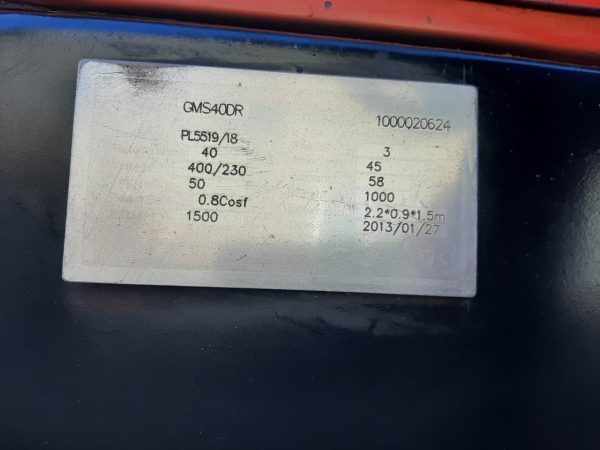 GMS40DR 1000020624
PL5619/18
40 3
400/230 45
50 58
0.8Cosf 1000
1500 2.2*0.9*1.5m
2013/01/27